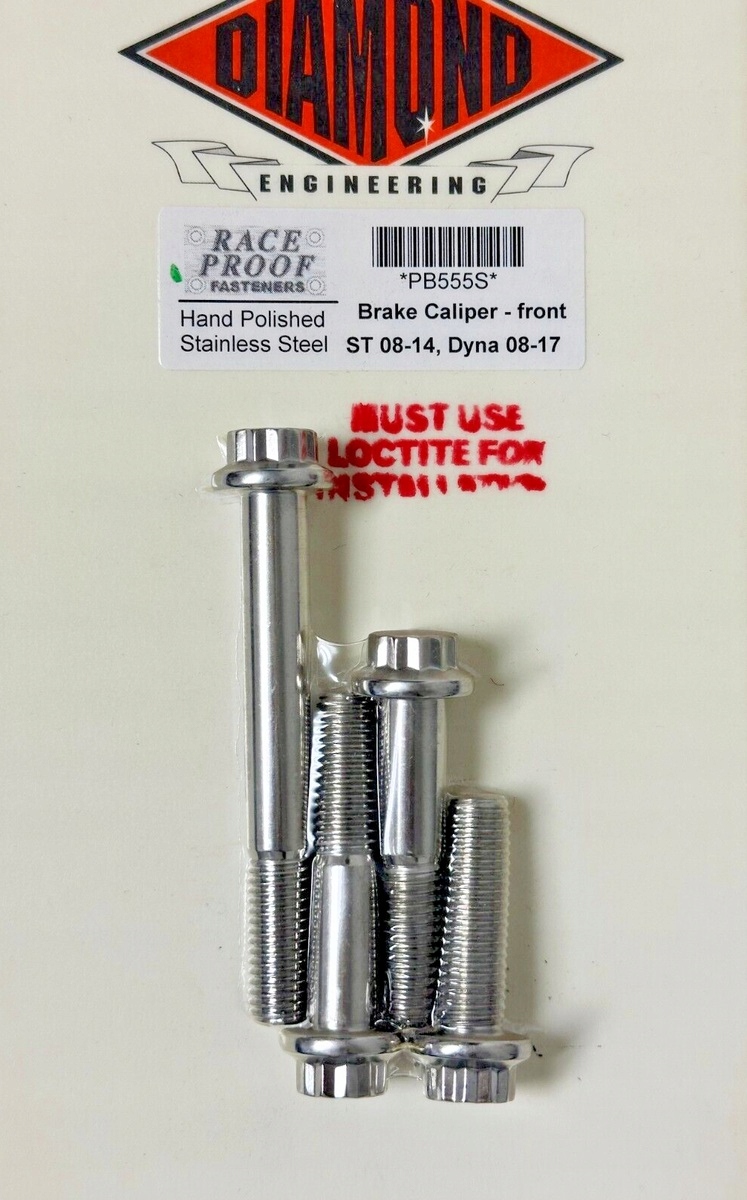 DIAMOND
ENGINEERING
RACE
PROOF
FASTENERS
*PB555S*
Hand Polished
Stainless Steel
Brake Caliper - front
ST 08-14, Dyna 08-17
MUST USE
LOCTITE FOR
INSTALLATION